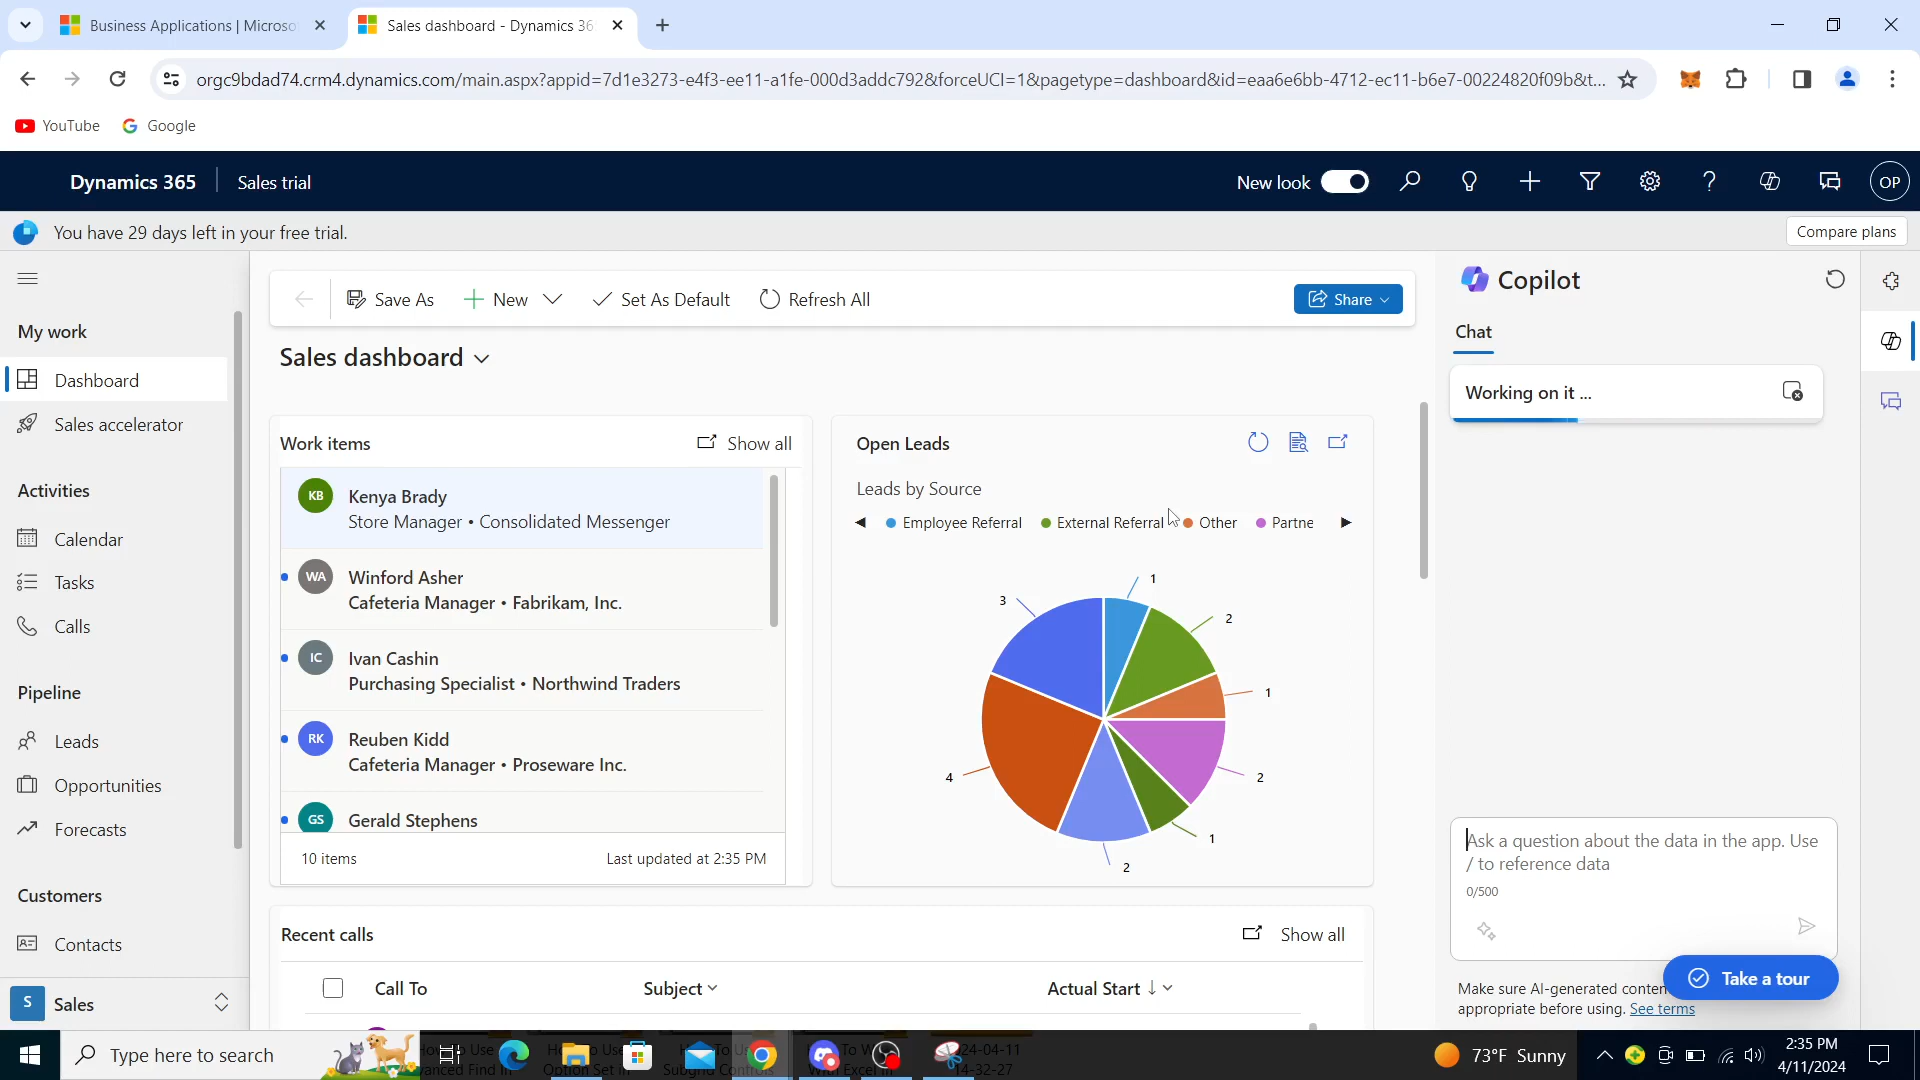 Business Applications | Microso
Sales dashboard - Dynamics 36
orgc9bdad74.crm4.dynamics.com/main.aspx?appid=7d1e3273-e4f3-ee11-a1fe-000d3addc792&forceUCI=1&pagetype=dashboard&id=eaa6e6bb-4712-ec11-b6e7-00224820f09b&t...
YouTube
Google
Dynamics 365
Sales trial
New look
OP
You have 29 days left in your free trial.
Compare plans
Save As
New
Set As Default
Refresh All
Share
Copilot
Chat
Working on it ...
My work
Dashboard
Sales accelerator
Activities
Calendar
Tasks
Calls
Pipeline
Leads
Opportunities
Forecasts
Customers
Contacts
S
Sales
Sales dashboard
Work items
Show all
KB
Kenya Brady
Store Manager • Consolidated Messenger
WA
Winford Asher
Cafeteria Manager • Fabrikam, Inc.
IC
Ivan Cashin
Purchasing Specialist • Northwind Traders
RK
Reuben Kidd
Cafeteria Manager • Proseware Inc.
GS
Gerald Stephens
10 items
Last updated at 2:35 PM
Open Leads
Leads by Source
Employee Referral
External Referral
Other
Partne
1
2
1
2
1
2
4
3
Recent calls
Show all
Call To
Subject
Actual Start
Ask a question about the data in the app. Use
/ to reference data
0/500
Take a tour
Make sure AI-generated conten
appropriate before using. See terms
Type here to search
73°F Sunny
2:35 PM
4/11/2024